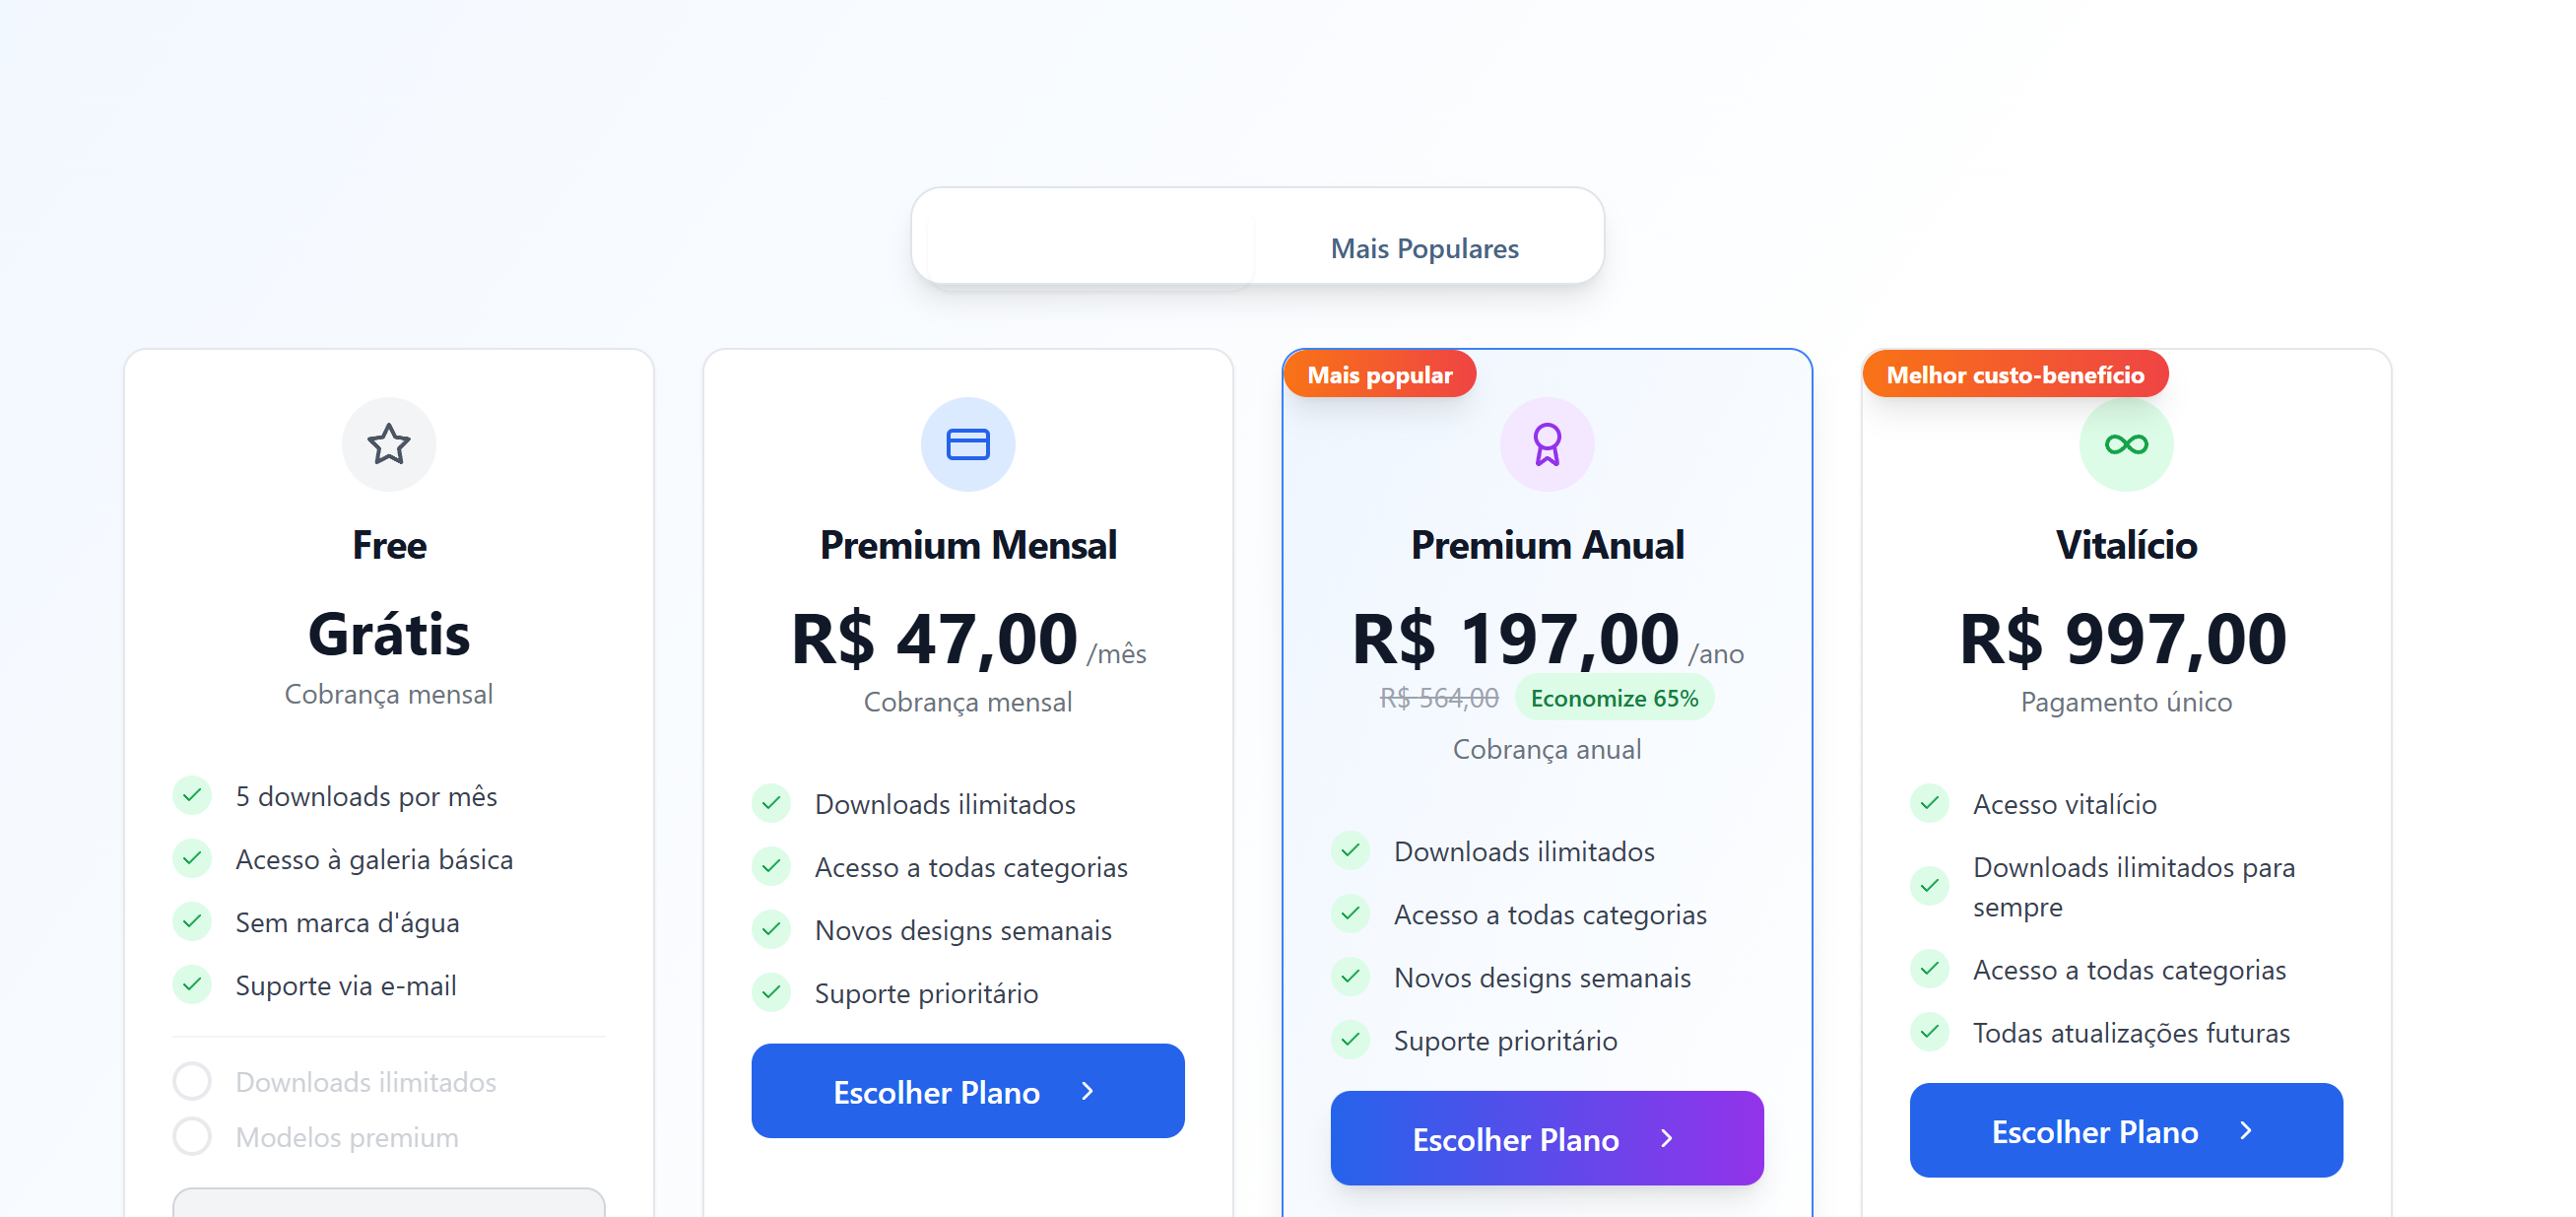 Mais Populares
Free
Grátis
Cobrança mensal
5 downloads por mês
Acesso à galeria básica
Sem marca d'água
Suporte via e-mail
Downloads ilimitados
Modelos premium
Premium Mensal
R$ 47,00 /mês
Cobrança mensal
Downloads ilimitados
Acesso a todas categorias
Novos designs semanais
Suporte prioritário
Escolher Plano
Mais popular
Premium Anual
R$ 197,00 /ano
R$ 564,00 Economize 65%
Cobrança anual
Downloads ilimitados
Acesso a todas categorias
Novos designs semanais
Suporte prioritário
Escolher Plano
Melhor custo-benefício
Vitalício
R$ 997,00
Pagamento único
Acesso vitalício
Downloads ilimitados para
sempre
Acesso a todas categorias
Todas atualizações futuras
Escolher Plano